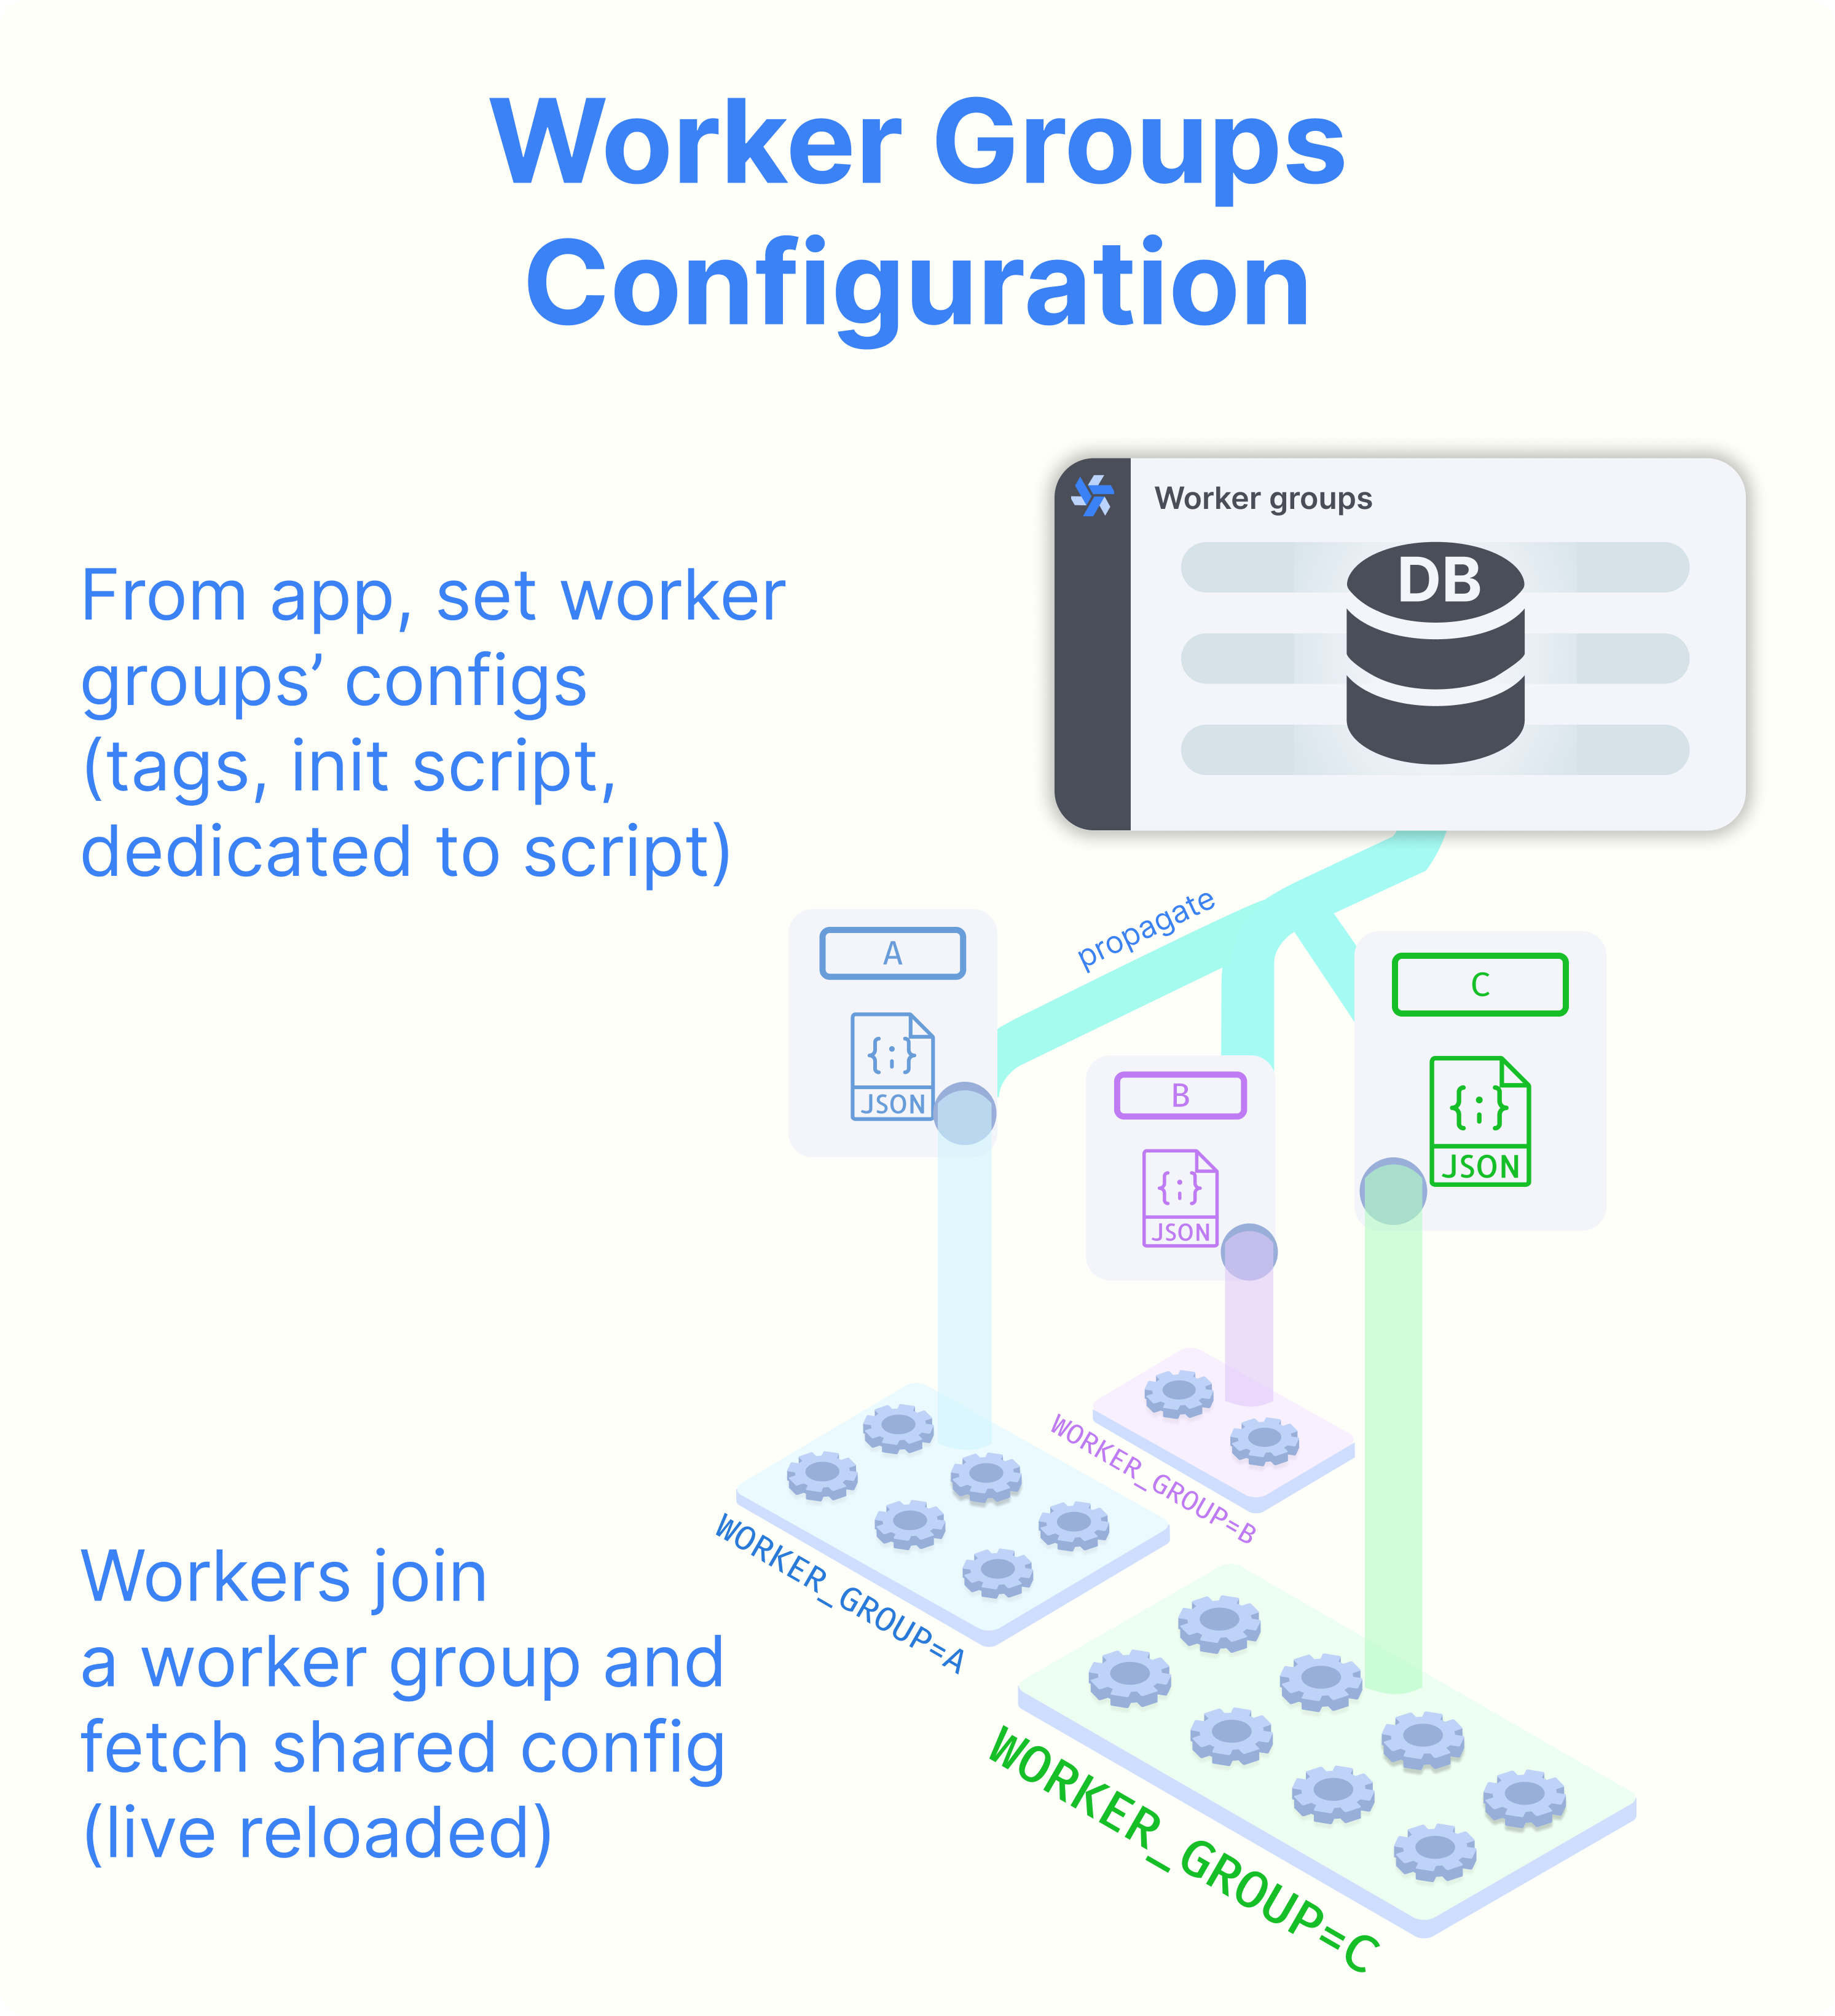 Worker Groups
Configuration
Worker groups
DB
From app, set worker
groups’ configs
(tags, init script,
dedicated to script)
propagate
A
{;}
JSON
B
{;}
JSON
C
{;}
JSON
WORKER_GROUP=A
WORKER_GROUP=B
WORKER_GROUP=C
Workers join
a worker group and
fetch shared config
(live reloaded)